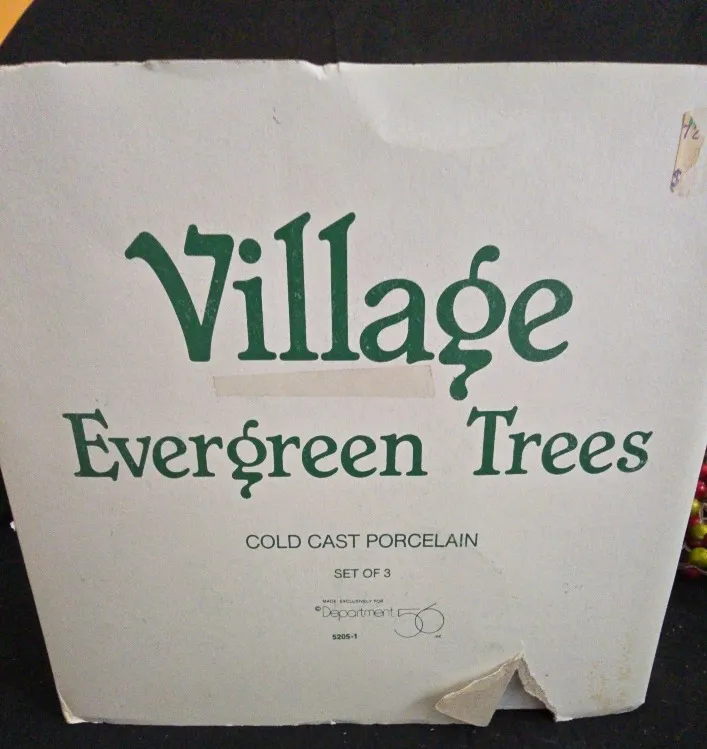 Village
Evergreen Trees
COLD CAST PORCELAIN
SET OF 3
MADE EXCLUSIVELY FOR
©Department 56
5205-1